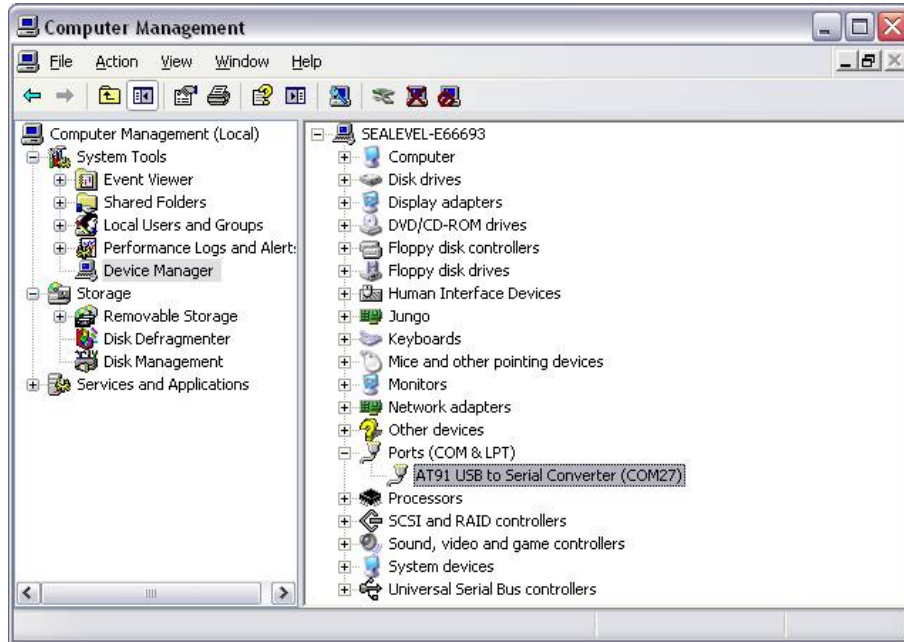 Computer Management
File Action View Window Help
Computer Management (Local)
System Tools
Event Viewer
Shared Folders
Local Users and Groups
Performance Logs and Alert:
Device Manager
Storage
Removable Storage
Disk Defragmenter
Disk Management
Services and Applications
SEALEVEL-E66693
Computer
Disk drives
Display adapters
DVD/CD-ROM drives
Floppy disk controllers
Floppy disk drives
Human Interface Devices
Jungo
Keyboards
Mice and other pointing devices
Monitors
Network adapters
Other devices
Ports (COM & LPT)
AT91 USB to Serial Converter (COM27)
Processors
SCSI and RAID controllers
Sound, video and game controllers
System devices
Universal Serial Bus controllers